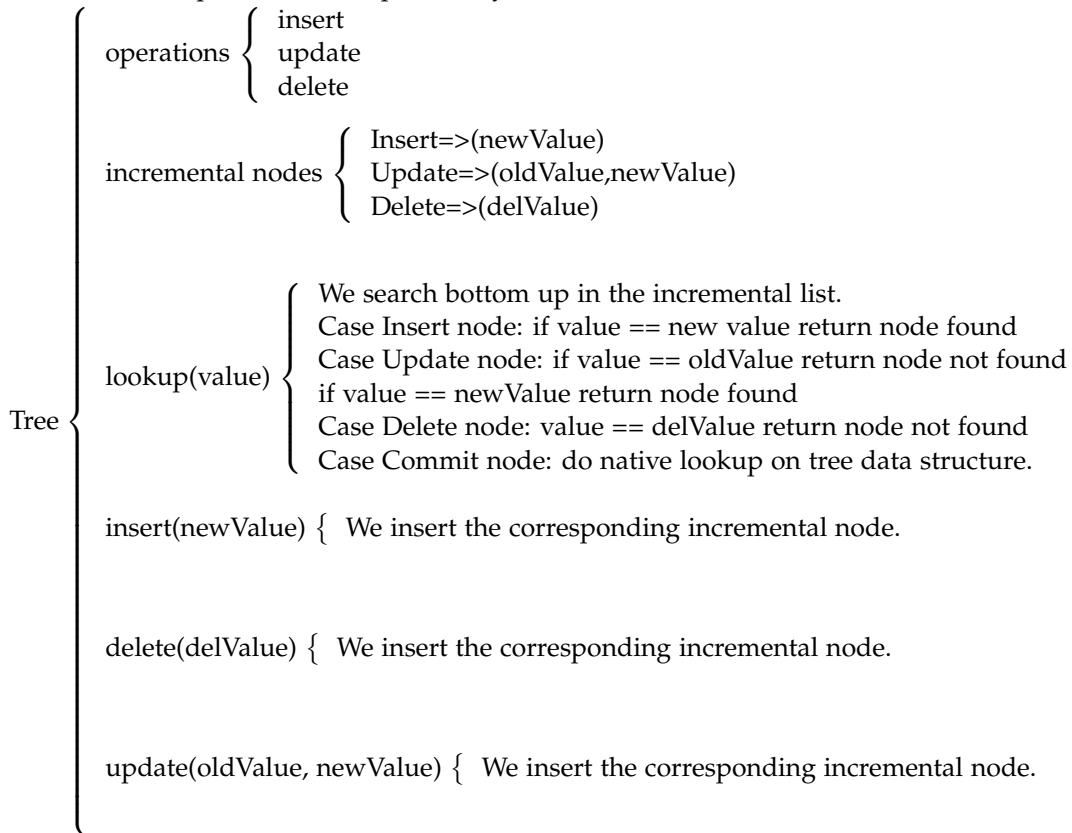 insert
operations
update
delete
Insert=>(newValue)
incremental nodes
Update=>(oldValue,newValue)
Delete=>(delValue)
We search bottom up in the incremental list.
Case Insert node: if value == new value return node found
Case Update node: if value == oldValue return node not found
lookup(value)
if value == newValue return node found
Case Delete node: value == delValue return node not found
Tree
Case Commit node: do native lookup on tree data structure.
insert(newValue) { We insert the corresponding incremental node.
delete(delValue) { We insert the corresponding incremental node.
update(oldValue, newValue) { We insert the corresponding incremental node.